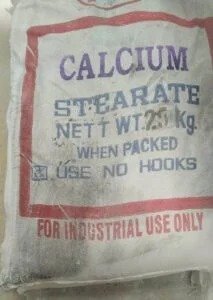 CALCIUM
STEARATE
NETT WT. 25 Kg.
WHEN PACKED
USE NO HOOKS
FOR INDUSTRIAL USE ONLY